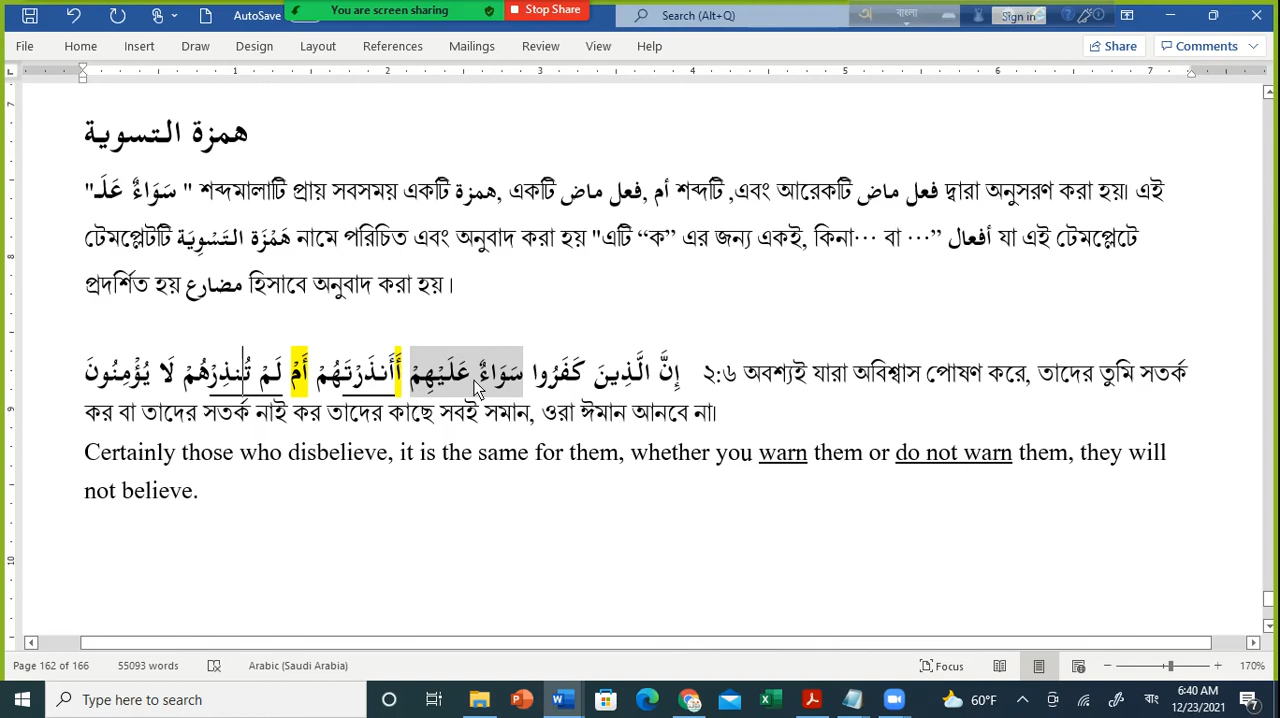 AutoSave
You are screen sharing
Stop Share
Search (Alt+Q)
বাংলা
Sign in
File Home Insert Draw Design Layout References Mailings Review View Help Share Comments
1 2 3 4 5 6 7
همزة التسوية
"سَوَاءٌ عَلَـ " শব্দমালাটি প্রায় সবসময় একটি همزة, একটি فعل ماض, أم শব্দটি ,এবং আরেকটি فعل ماض দ্বারা অনুসরণ করা হয়। এই
টেমপ্লেটটি هَمْزَة التَسْوِيَة নামে পরিচিত এবং অনুবাদ করা হয় "এটি “ক” এর জন্য একই, কিনা… বা …” أفعال যা এই টেমপ্লেটে
প্রদর্শিত হয় مضارع হিসাবে অনুবাদ করা হয়।
إِنَّ الَّذِينَ كَفَرُوا سَوَاءٌ عَلَيْهِمْ أَأَنذَرْتَهُمْ أَمْ لَمْ تُنذِرْهُمْ لَا يُؤْمِنُونَ ২:৬ অবশ্যই যারা অবিশ্বাস পোষণ করে, তাদের তুমি সতর্ক
কর বা তাদের সতর্ক নাই কর তাদের কাছে সবই সমান, ওরা ঈমান আনবে না।
Certainly those who disbelieve, it is the same for them, whether you warn them or do not warn them, they will
not believe.
Page 162 of 166 55093 words Arabic (Saudi Arabia) Focus 170%
Type here to search 60°F বাং 6:40 AM
12/23/2021